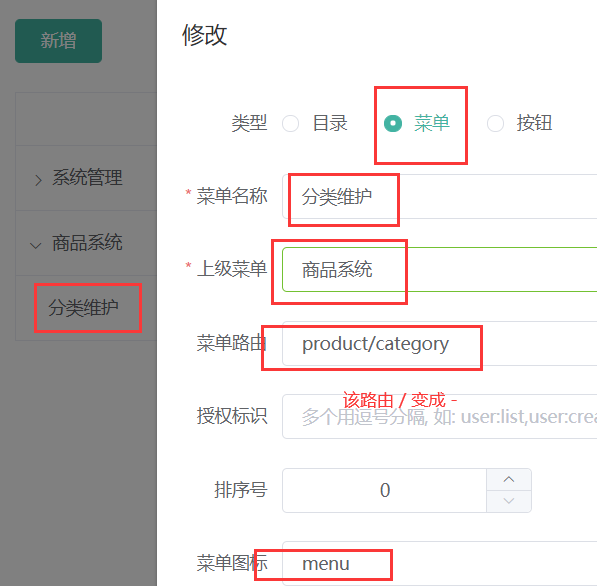 新增
系统管理
商品系统
分类维护
修改
类型 目录 菜单 按钮
* 菜单名称 分类维护
* 上级菜单 商品系统
菜单路由 product/category
该路由 / 变成 -
授权标识 多个用逗号分隔, 如: user:list,user:crea
排序号 0
菜单图标 menu